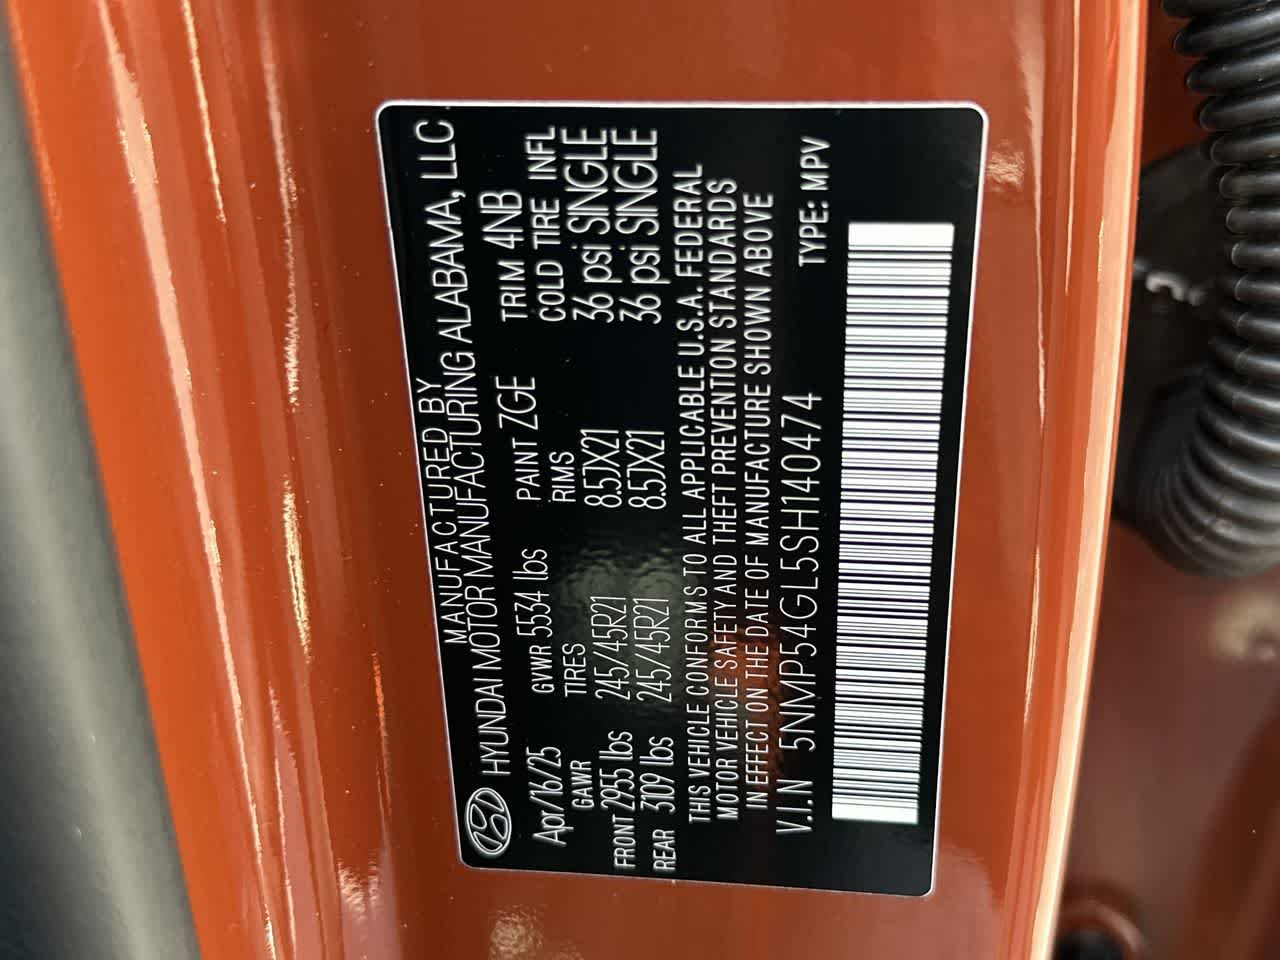 MANUFACTURED BY
HYUNDAI MOTOR MANUFACTURING ALABAMA, LLC
Apr/16/25 GVWR 5534 lbs PAINT ZGE TRIM 4NB
GAWR TIRES RIMS COLD TIRE INFL
FRONT 2955 lbs 245/45R21 8.5JX21 36 psi SINGLE
REAR 3109 lbs 245/45R21 8.5JX21 36 psi SINGLE
THIS VEHICLE CONFORMS TO ALL APPLICABLE U.S.A. FEDERAL
MOTOR VEHICLE SAFETY AND THEFT PREVENTION STANDARDS
IN EFFECT ON THE DATE OF MANUFACTURE SHOWN ABOVE
V.I.N 5NMP54GL5SH140474 TYPE: MPV